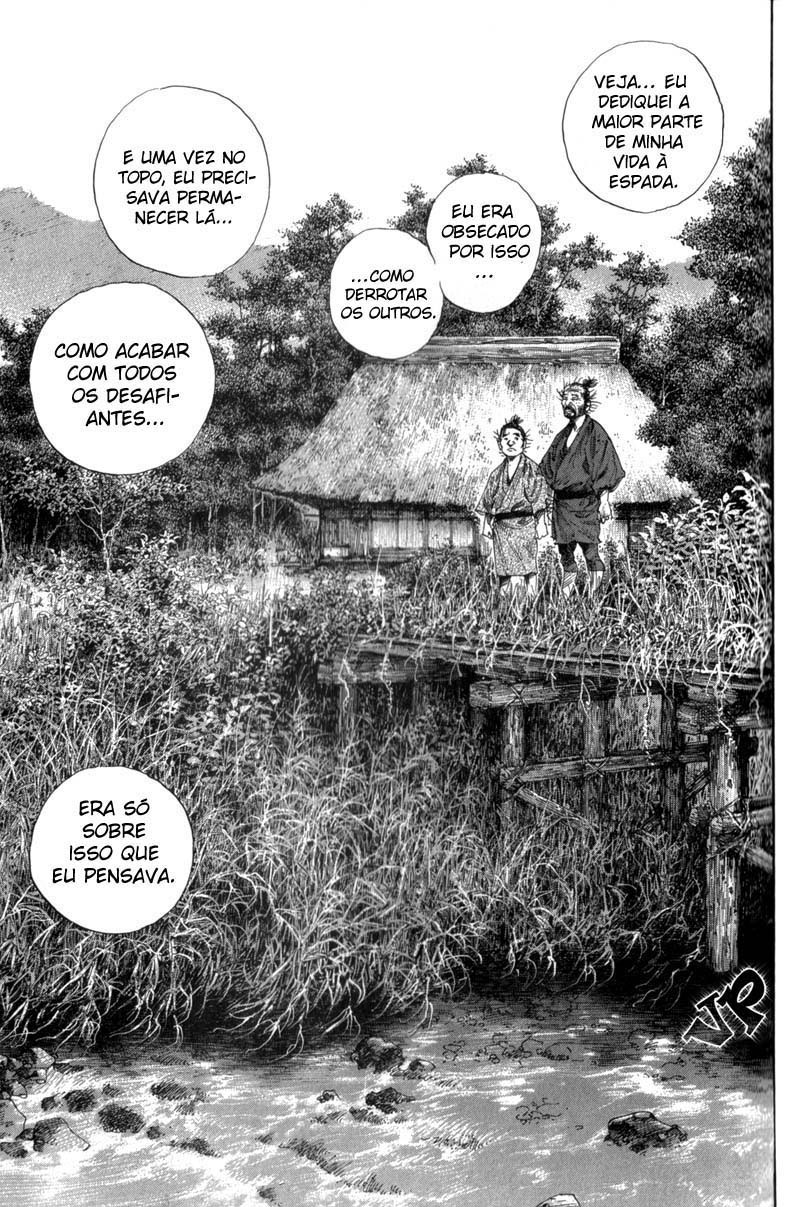 VEJA... EU
DEDIQUEI A
MAIOR PARTE
DE MINHA
VIDA À
ESPADA.
EU ERA
OBSECADO
POR ISSO
...
...COMO
DERROTAR
OS OUTROS.
E UMA VEZ NO
TOPO, EU PRECI-
SAVA PERMA-
NECER LÁ...
COMO ACABAR
COM TODOS
OS DESAFI-
ANTES...
ERA SÓ
SOBRE
ISSO QUE
EU PENSAVA.